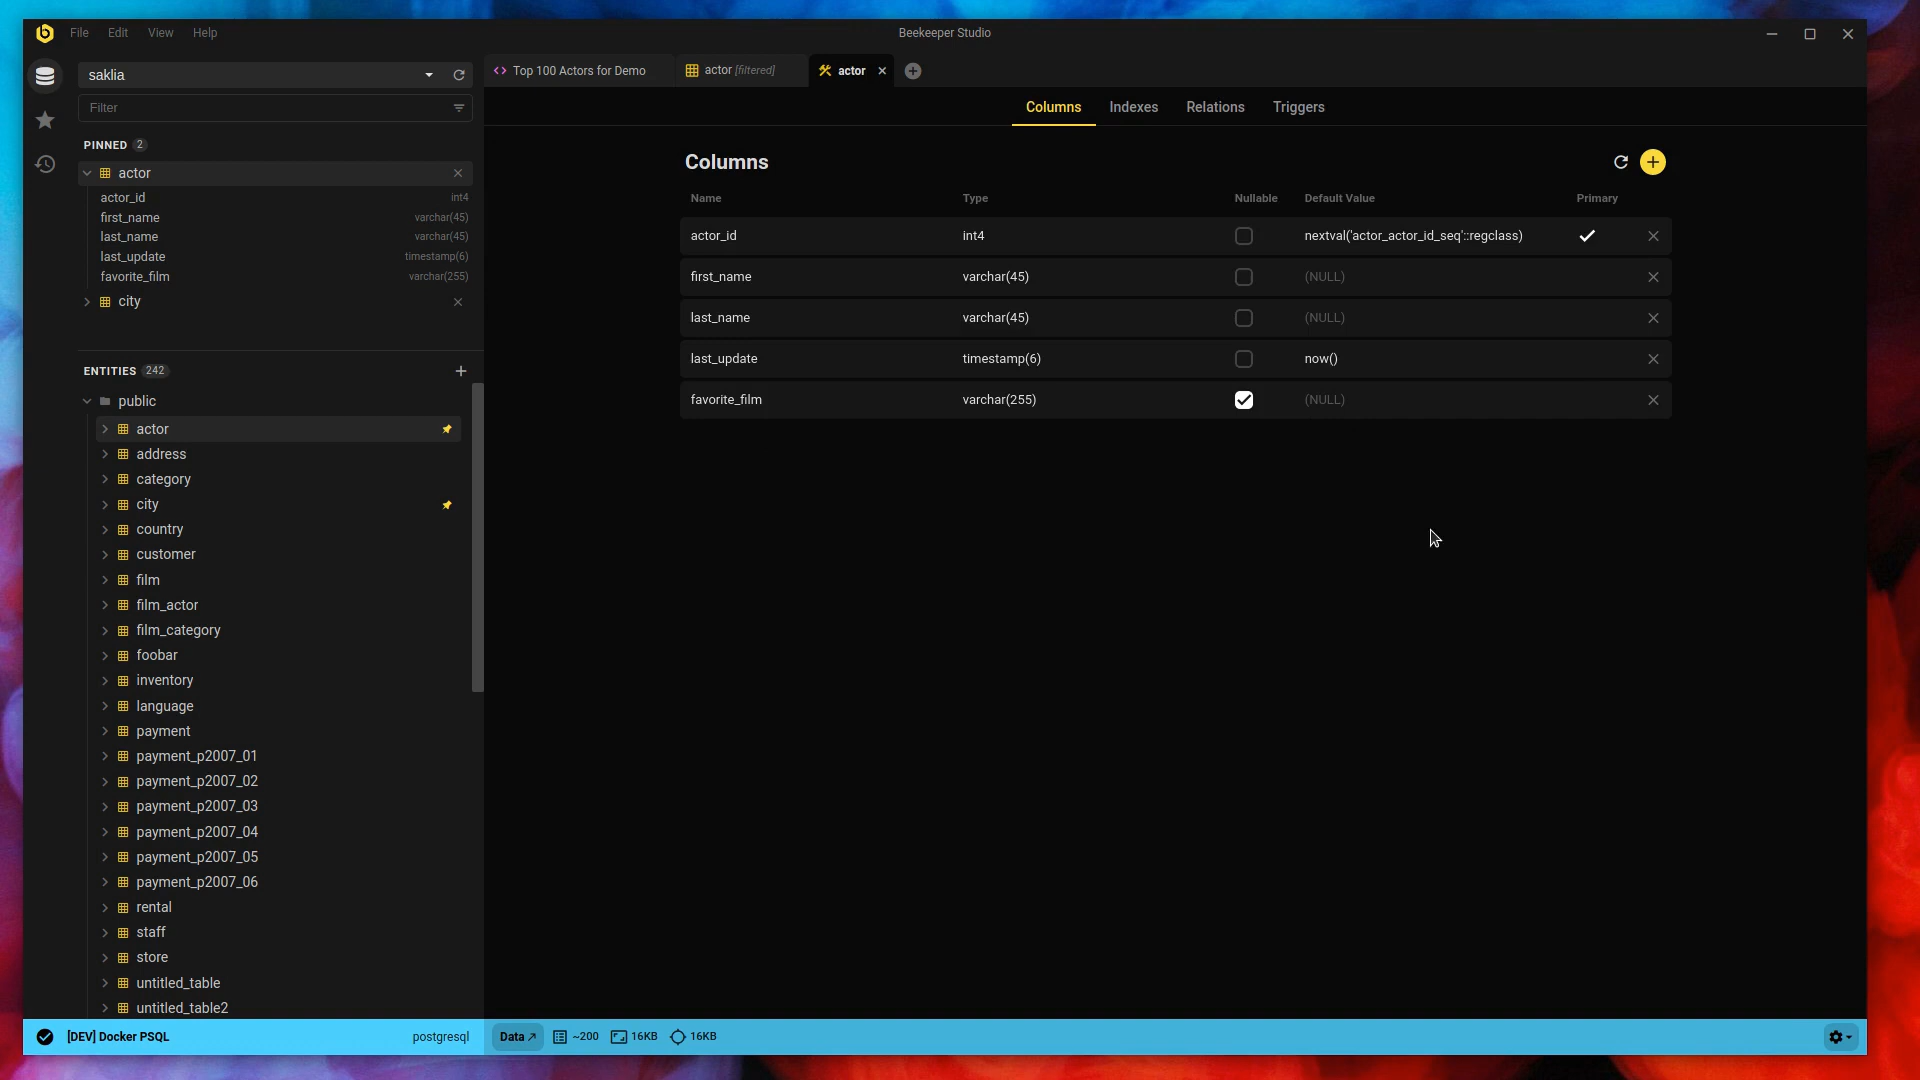 File Edit View Help
Beekeeper Studio
saklia
Filter
PINNED 2
actor
actor_id int4
first_name varchar(45)
last_name varchar(45)
last_update timestamp(6)
favorite_film varchar(255)
city
ENTITIES 242
public
actor
address
category
city
country
customer
film
film_actor
film_category
foobar
inventory
language
payment
payment_p2007_01
payment_p2007_02
payment_p2007_03
payment_p2007_04
payment_p2007_05
payment_p2007_06
rental
staff
store
untitled_table
untitled_table2
Top 100 Actors for Demo
actor [filtered]
actor
Columns Indexes Relations Triggers
Columns
Name Type Nullable Default Value Primary
actor_id int4 nextval('actor_actor_id_seq'::regclass)
first_name varchar(45) (NULL)
last_name varchar(45) (NULL)
last_update timestamp(6) now()
favorite_film varchar(255) (NULL)
[DEV] Docker PSQL postgresql
Data ~200 16KB 16KB